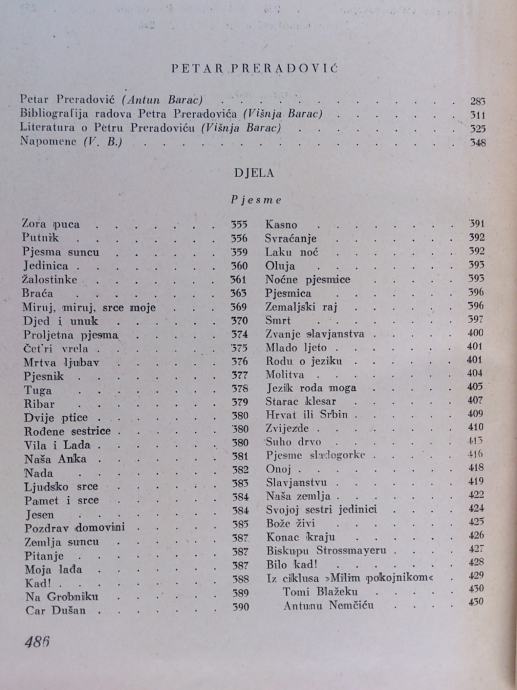 PETAR PRERADOVIĆ
Petar Preradović (Antun Barac) . . . . . . . . . . . . 283
Bibliografija radova Petra Preradovića (Višnja Barac) . . . . . 311
Literatura o Petru Preradoviću (Višnja Barac) . . . . . . . 325
Napomene (V. B.) . . . . . . . . . . . . . . 348
DJELA
Pjesme
Zora puca . . . . . . . 355
Putnik . . . . . . . . 356
Pjesma suncu . . . . . . 359
Jedinica . . . . . . . . 360
Žalostinke . . . . . . . 361
Braća . . . . . . . . 363
Miruj, miruj, srce moje . . . . 369
Djed i unuk . . . . . . 370
Proljetna pjesma . . . . . 374
Čet'ri vrela . . . . . . . 375
Mrtva ljubav . . . . . . 376
Pjesnik . . . . . . . . 377
Tuga . . . . . . . . 378
Ribar . . . . . . . . 379
Dvije ptice . . . . . . . 380
Rođene sestrice . . . . . . 380
Vila i Lada . . . . . . . 380
Naša Anka . . . . . . . 381
Nada . . . . . . . . 382
Ljudsko srce . . . . . . 383
Pamet i srce . . . . . . 384
Jesen . . . . . . . . 384
Pozdrav domovini . . . . . 385
Zemlja suncu . . . . . . 387
Pitanje . . . . . . . . 387
Moja lađa . . . . . . . 387
Kad! . . . . . . . . . 388
Na Grobniku . . . . . . 389
Car Dušan . . . . . . . 390
Kasno . . . . . . . . 391
Svraćanje . . . . . . . 392
Laku noć . . . . . . . 392
Oluja . . . . . . . . 393
Noćne pjesmice . . . . . 393
Pjesmica . . . . . . . 396
Zemaljski raj . . . . . . 396
Smrt . . . . . . . . 397
Zvanje slavjanstva . . . . . 400
Mlado ljeto . . . . . . . 401
Rodu o jeziku . . . . . . 401
Molitva . . . . . . . . 404
Jezik roda moga . . . . . 405
Starac klesar . . . . . . 407
Hrvat ili Srbin . . . . . . 409
Zvijezde . . . . . . . 410
Suho drvo . . . . . . . 413
Pjesme sladogorke . . . . . 416
Onoj . . . . . . . . 418
Slavjanstvu . . . . . . . 419
Naša zemlja . . . . . . . 422
Svojoj sestri jedinici . . . . 424
Bože živi . . . . . . . 425
Konac kraju . . . . . . 426
Biskupu Strossmayeru . . . . 427
Bilo kad! . . . . . . . 428
Iz ciklusa »Milim pokojnikom« . . 429
Tomi Blažeku . . . . . 430
Antunu Nemčiću . . . . 430
486